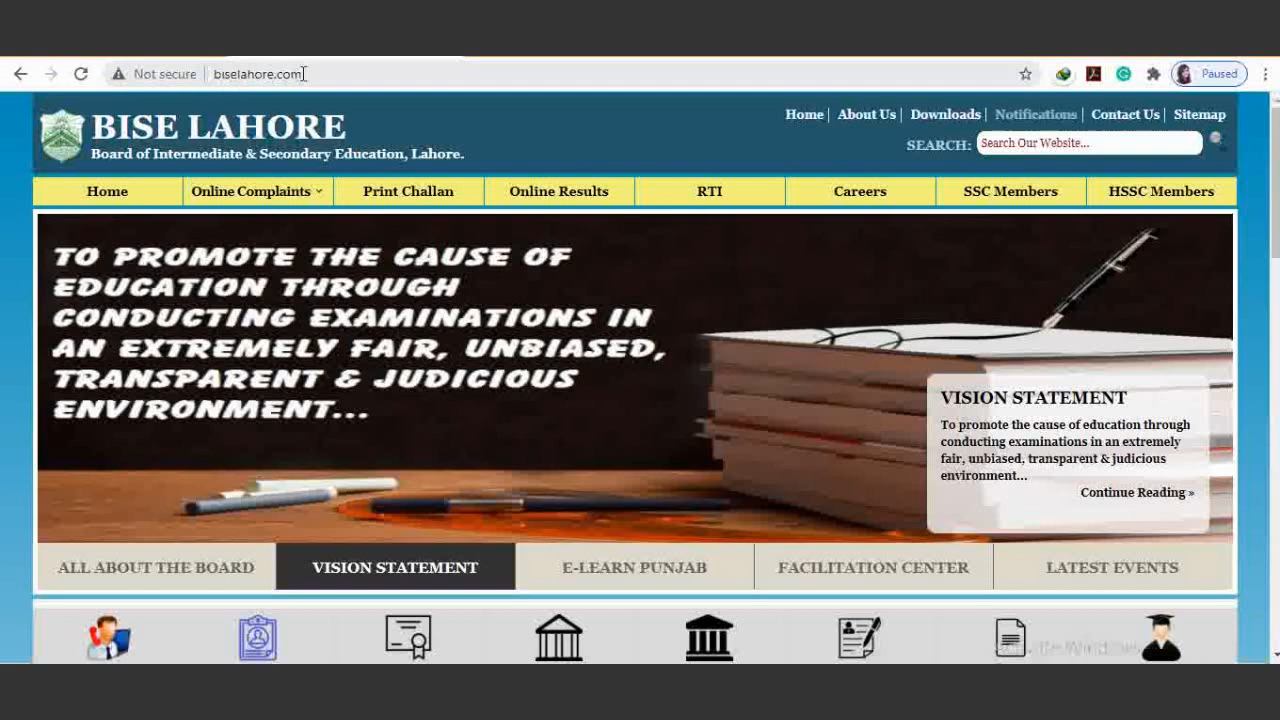 Not secure biselahore.com Paused
BISE LAHORE
Board of Intermediate & Secondary Education, Lahore.
Home About Us Downloads Notifications Contact Us Sitemap
SEARCH: Search Our Website...
Home Online Complaints Print Challan Online Results RTI Careers SSC Members HSSC Members
TO PROMOTE THE CAUSE OF
EDUCATION THROUGH
CONDUCTING EXAMINATIONS IN
AN EXTREMELY FAIR, UNBIASED,
TRANSPARENT & JUDICIOUS
ENVIRONMENT...
VISION STATEMENT
To promote the cause of education through
conducting examinations in an extremely
fair, unbiased, transparent & judicious
environment...
Continue Reading »
ALL ABOUT THE BOARD VISION STATEMENT E-LEARN PUNJAB FACILITATION CENTER LATEST EVENTS